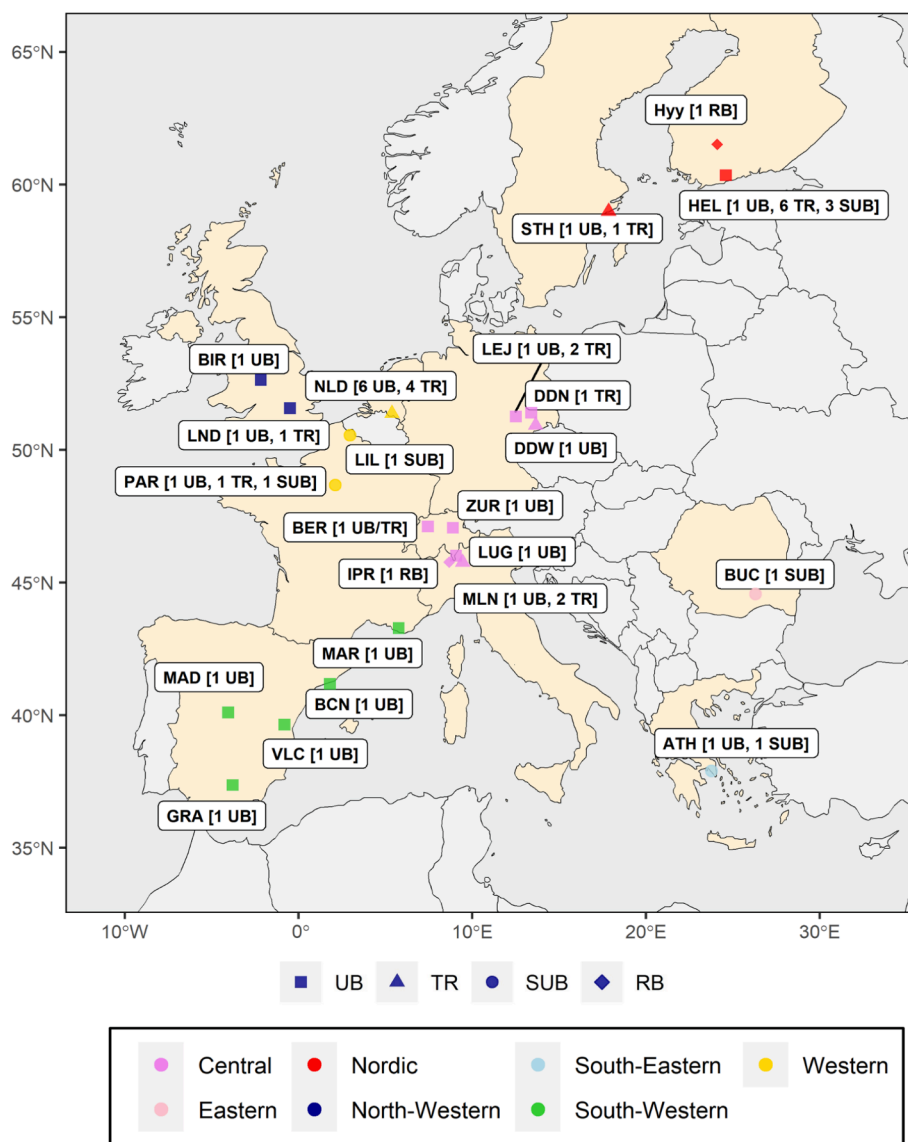 65°N
Hyy [1 RB]
60°N
HEL [1 UB, 6 TR, 3 SUB]
STH [1 UB, 1 TR]
55°N
LEJ [1 UB, 2 TR]
BIR [1 UB]
NLD [6 UB, 4 TR]
DDN [1 TR]
LND [1 UB, 1 TR]
DDW [1 UB]
50°N
LIL [1 SUB]
PAR [1 UB, 1 TR, 1 SUB]
ZUR [1 UB]
BER [1 UB/TR]
LUG [1 UB]
IPR [1 RB]
BUC [1 SUB]
45°N
MLN [1 UB, 2 TR]
MAR [1 UB]
MAD [1 UB]
BCN [1 UB]
40°N
ATH [1 UB, 1 SUB]
VLC [1 UB]
GRA [1 UB]
35°N
10°W 0° 10°E 20°E 30°E
UB TR SUB RB
Central Nordic South-Eastern Western
Eastern North-Western South-Western